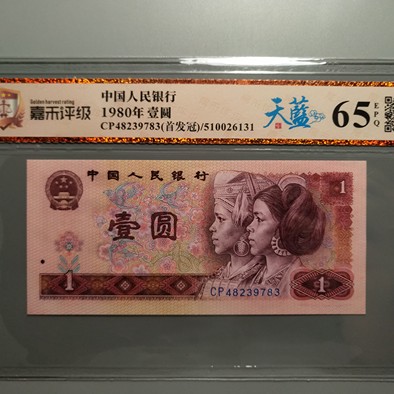 Golden harvest rating
嘉禾评级
中国人民银行
1980年 壹圆
CP48239783(首发冠)/510026131
天蓝
65
EPQ
中国人民银行
1
壹圆
1
CP48239783
1